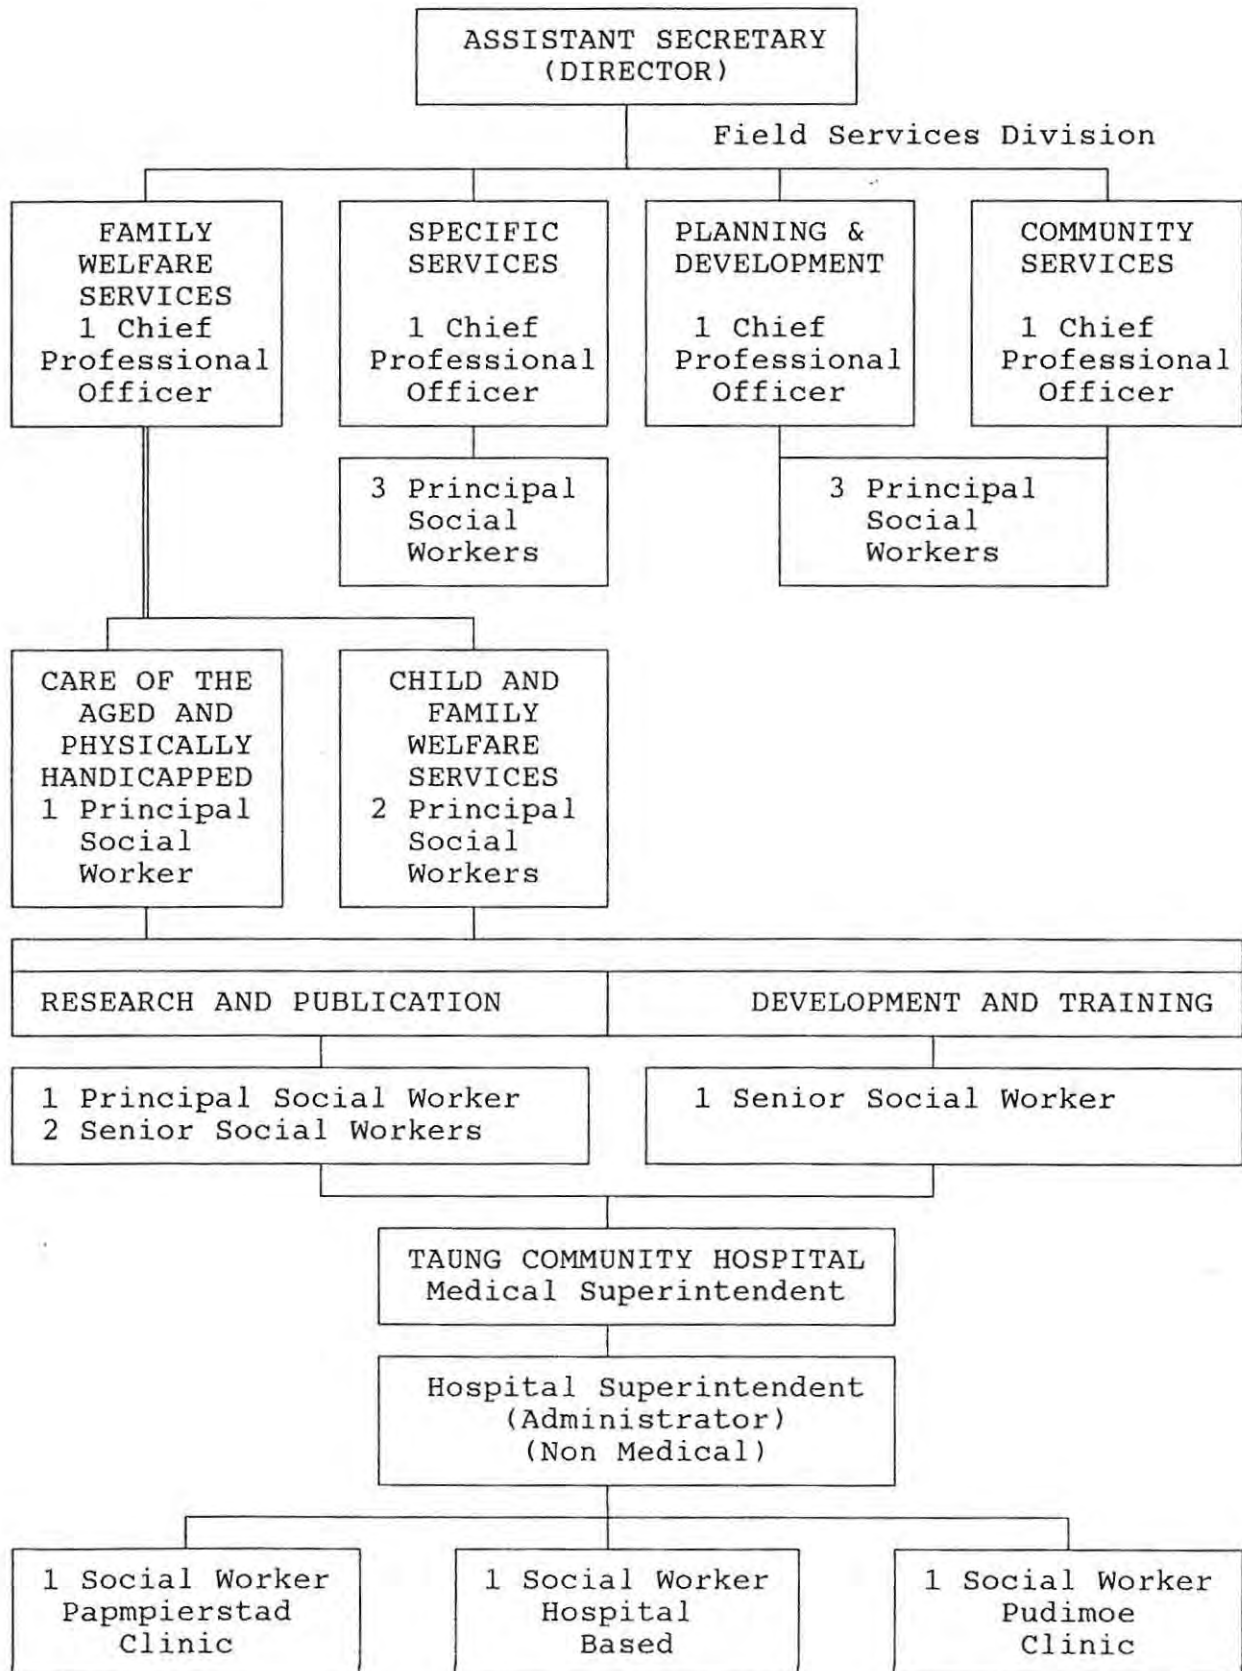 ASSISTANT SECRETARY
(DIRECTOR)
Field Services Division
FAMILY
WELFARE
SERVICES
1 Chief
Professional
Officer
SPECIFIC
SERVICES
1 Chief
Professional
Officer
PLANNING &
DEVELOPMENT
1 Chief
Professional
Officer
COMMUNITY
SERVICES
1 Chief
Professional
Officer
3 Principal
Social
Workers
3 Principal
Social
Workers
CARE OF THE
AGED AND
PHYSICALLY
HANDICAPPED
1 Principal
Social
Worker
CHILD AND
FAMILY
WELFARE
SERVICES
2 Principal
Social
Workers
RESEARCH AND PUBLICATION
DEVELOPMENT AND TRAINING
1 Principal Social Worker
2 Senior Social Workers
1 Senior Social Worker
TAUNG COMMUNITY HOSPITAL
Medical Superintendent
Hospital Superintendent
(Administrator)
(Non Medical)
1 Social Worker
Papmpierstad
Clinic
1 Social Worker
Hospital
Based
1 Social Worker
Pudimoe
Clinic